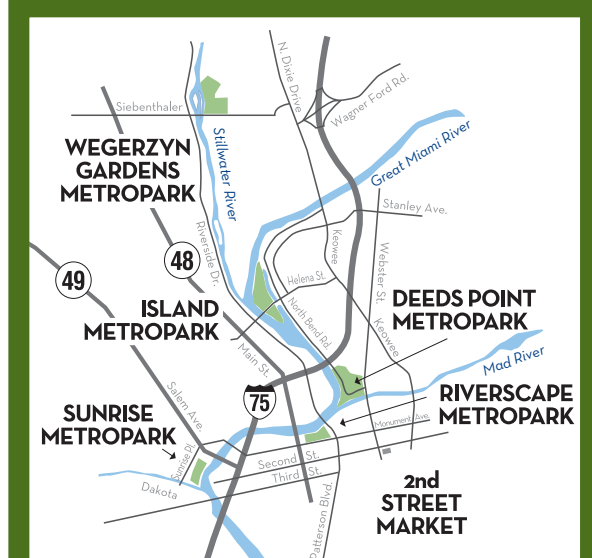 N. Dixie Drive
Wagner Ford Rd.
Siebenthaler
Stillwater River
Great Miami River
WEGERZYN
GARDENS
METROPARK
Stanley Ave.
Riverside Dr.
Keowee
Webster St.
48
49
Helena St.
ISLAND
METROPARK
North Bend Rd.
DEEDS POINT
METROPARK
Keowee
Main St.
Mad River
75
Salem Ave.
RIVERSCAPE
METROPARK
SUNRISE
METROPARK
Monument Ave.
Sunrise Pl.
Second St.
Third St.
Dakota
Patterson Blvd.
2nd
STREET
MARKET